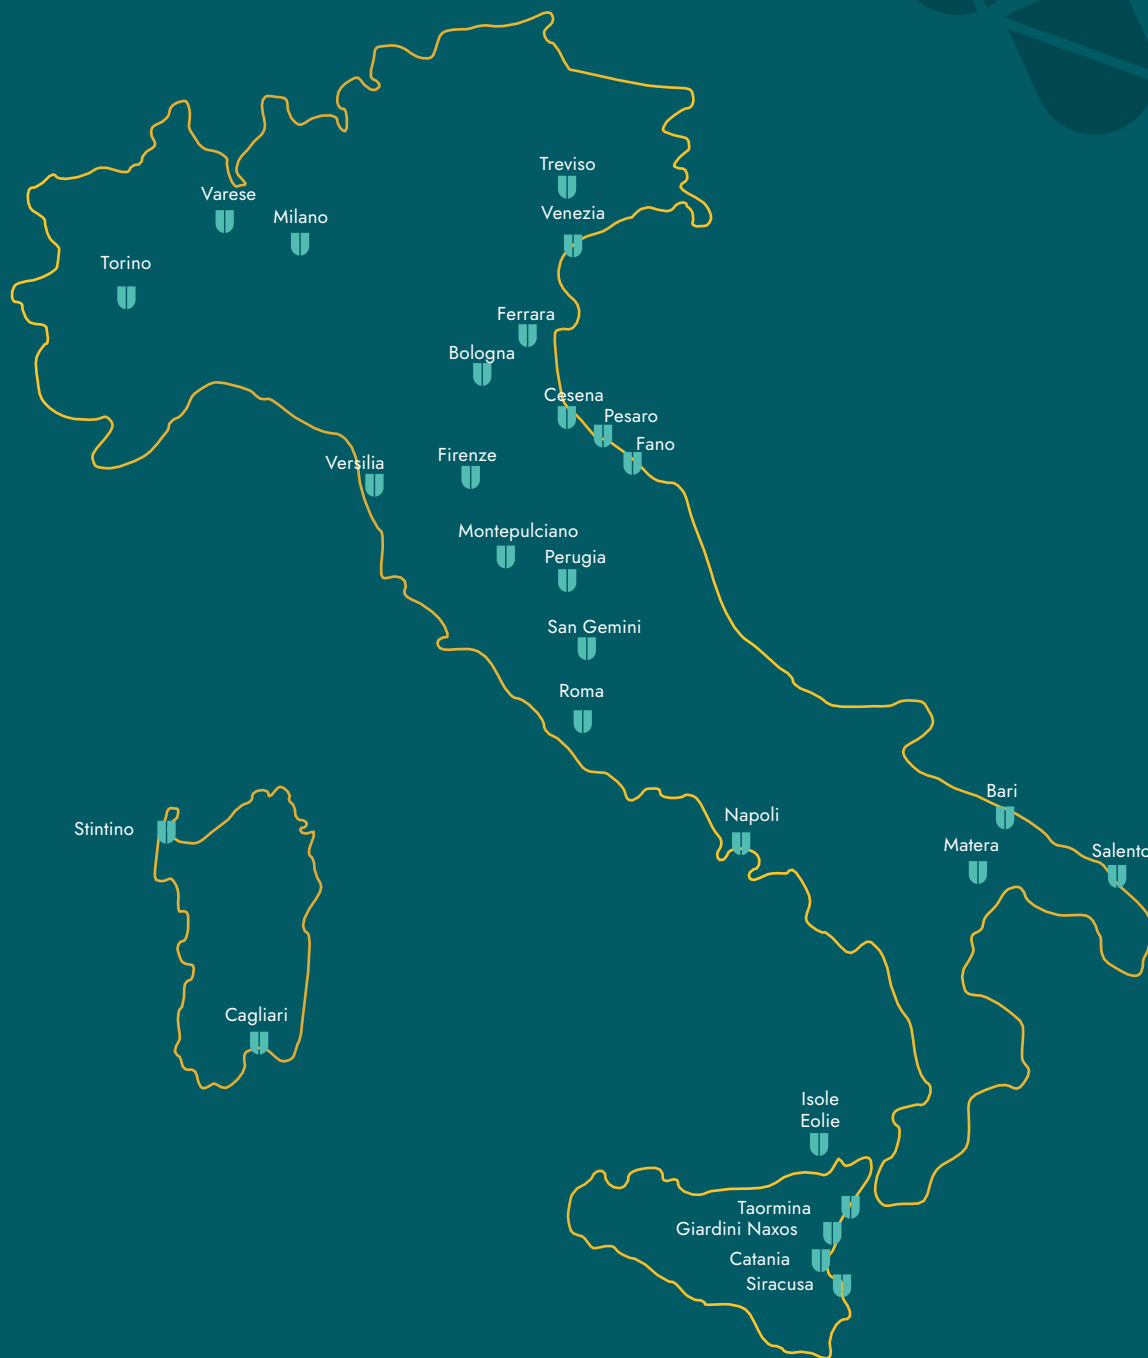 Treviso
Varese
Venezia
Milano
Torino
Ferrara
Bologna
Cesena
Pesaro
Fano
Versilia
Firenze
Montepulciano
Perugia
San Gemini
Roma
Bari
Napoli
Stintino
Matera
Salento
Cagliari
Isole
Eolie
Taormina
Giardini Naxos
Catania
Siracusa